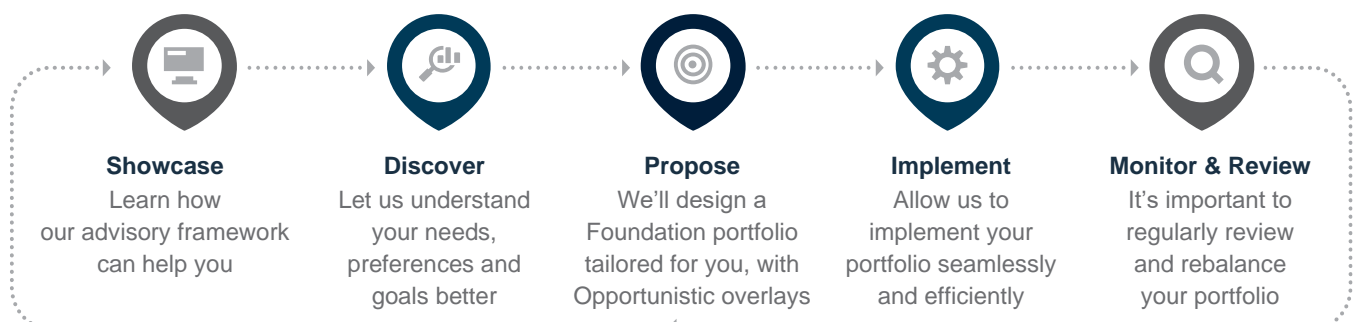 Showcase
Learn how
our advisory framework
can help you
Discover
Let us understand
your needs,
preferences and
goals better
Propose
We'll design a
Foundation portfolio
tailored for you, with
Opportunistic overlays
Implement
Allow us to
implement your
portfolio seamlessly
and efficiently
Monitor & Review
It's important to
regularly review
and rebalance
your portfolio